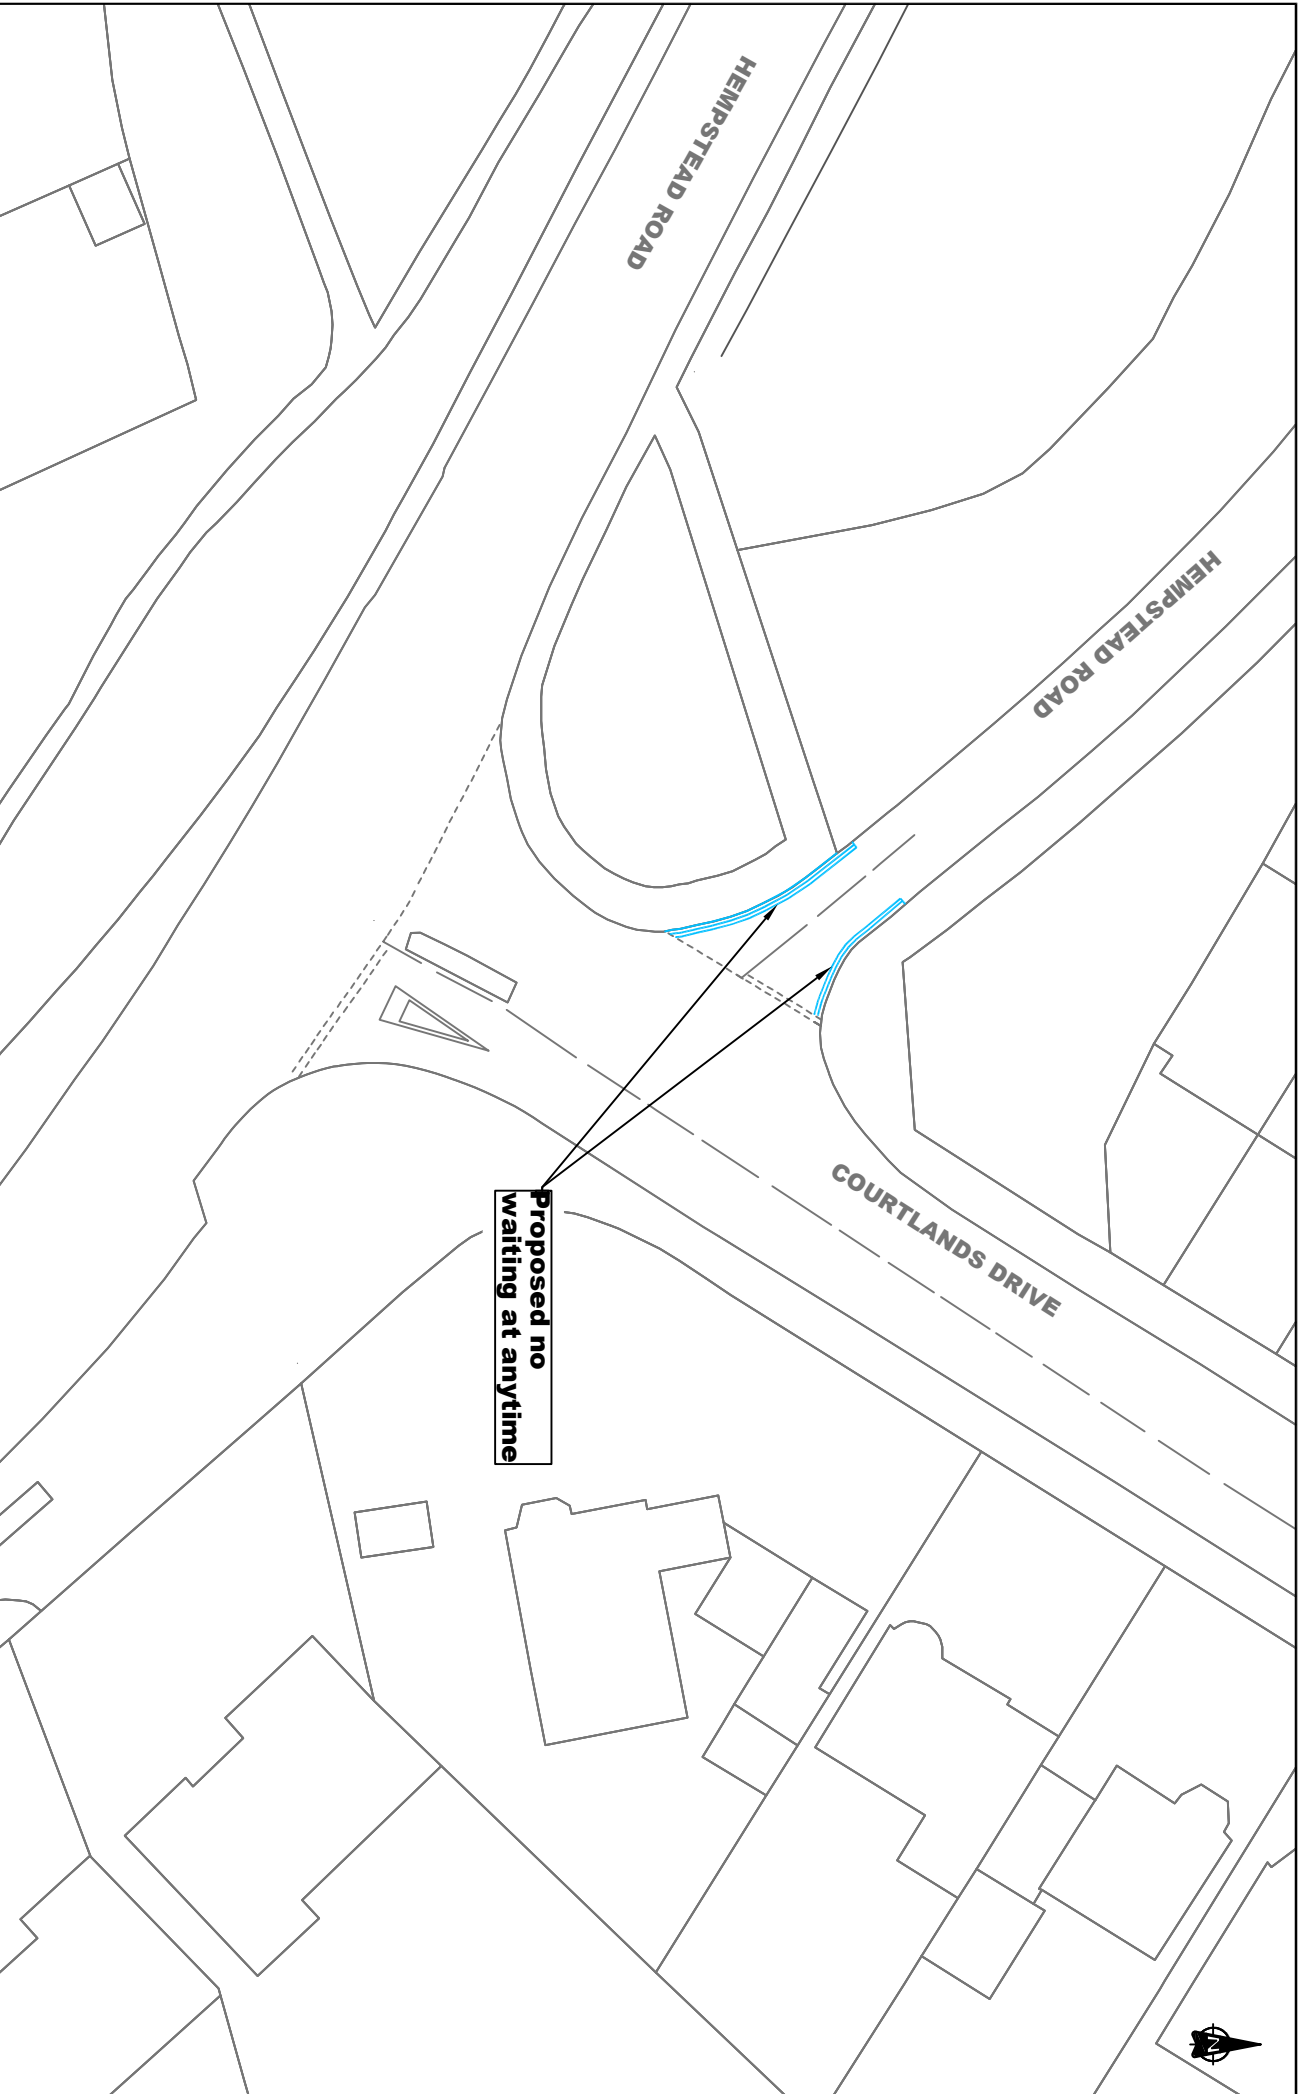 HEMPSTEAD ROAD
HEMPSTEAD ROAD
COURTLANDS DRIVE
Proposed no
waiting at anytime
N